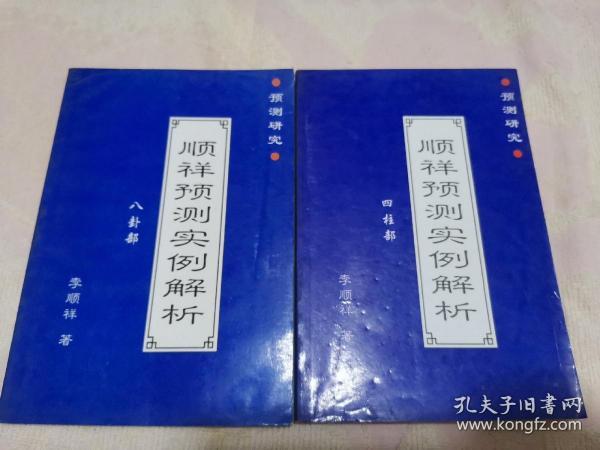 预测研究
顺祥预测实例解析
八卦部
李顺祥 著
预测研究
顺祥预测实例解析
四柱部
李顺祥 著
孔夫子旧书网
www.kongfz.com